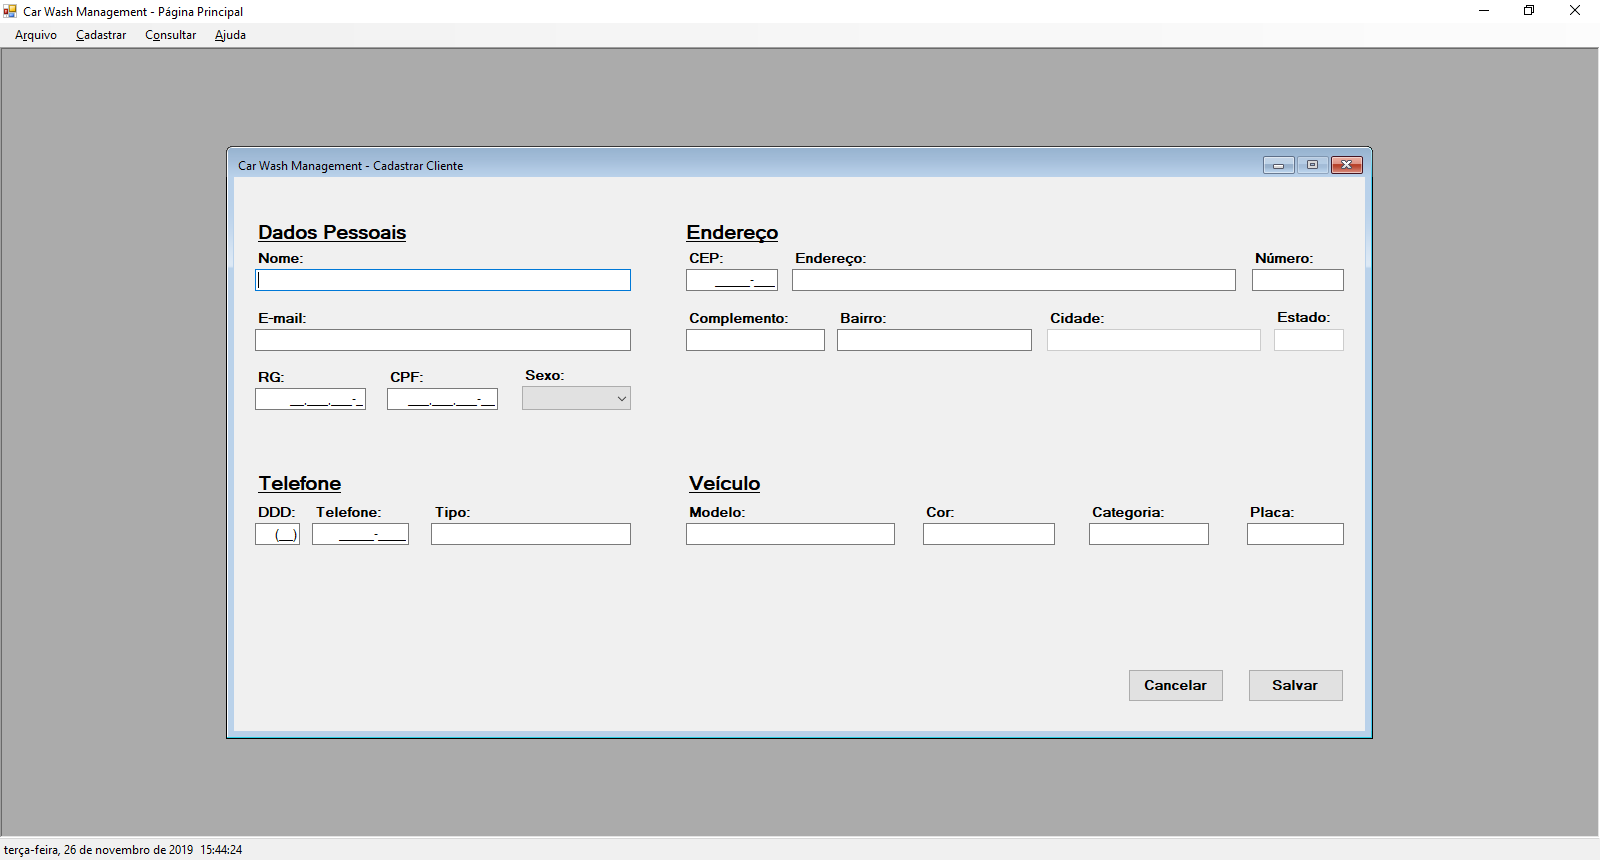 Car Wash Management - Página Principal
Arquivo Cadastrar Consultar Ajuda
Car Wash Management - Cadastrar Cliente
Dados Pessoais
Nome:
E-mail:
RG: CPF: Sexo:
__.___.___-_ ___.___.___-__
Endereço
CEP: Endereço: Número:
_____-___
Complemento: Bairro: Cidade: Estado:
Telefone
DDD: Telefone: Tipo:
(__) _____-____
Veículo
Modelo: Cor: Categoria: Placa:
Cancelar Salvar
terça-feira, 26 de novembro de 2019 15:44:24